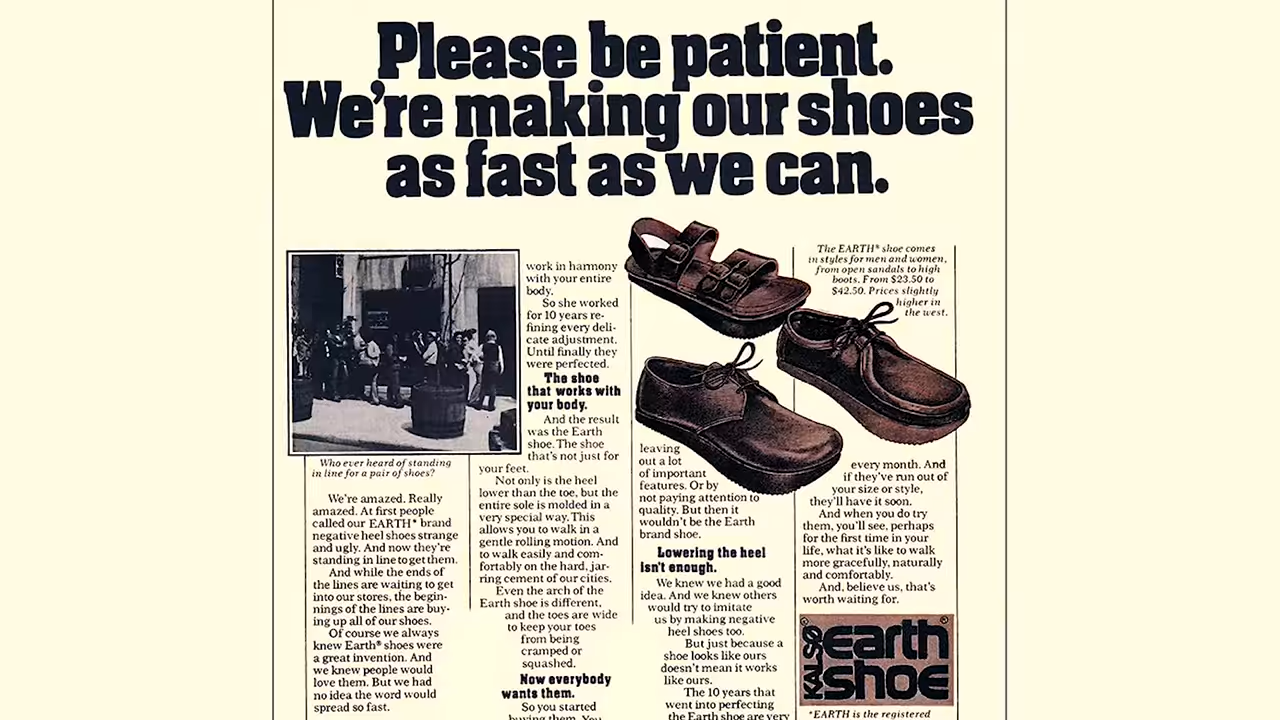 Please be patient.
We're making our shoes
as fast as we can.
Who ever heard of standing
in line for a pair of shoes?
We're amazed. Really
amazed. At first people
called our EARTH* brand
negative heel shoes strange
and ugly. And now they're
standing in line to get them.
And while the ends of
the lines are waiting to get
into our stores, the begin-
nings of the lines are buy-
ing up all of our shoes.
Of course we always
knew Earth® shoes were
a great invention. And
we knew people would
love them. But we had
no idea the word would
spread so fast.
work in harmony
with your entire
body.
So she worked
for 10 years re-
fining every deli-
cate adjustment.
Until finally they
were perfected.
The shoe
that works with
your body.
And the result
was the Earth
shoe. The shoe
that's not just for
your feet.
Not only is the heel
lower than the toe, but the
entire sole is molded in a
very special way. This
allows you to walk in a
gentle rolling motion. And
to walk easily and com-
fortably on the hard, jar-
ring cement of our cities.
Even the arch of the
Earth shoe is different,
and the toes are wide
to keep your toes
from being
cramped or
squashed.
Now everybody
wants them.
So you started
buying them. You
leaving
out a lot
of important
features. Or by
not paying attention to
quality. But then it
wouldn't be the Earth
brand shoe.
Lowering the heel
isn't enough.
We knew we had a good
idea. And we knew others
would try to imitate
us by making negative
heel shoes too.
But just because a
shoe looks like ours
doesn't mean it works
like ours.
The 10 years that
went into perfecting
the Earth shoe are very
The EARTH® shoe comes
in styles for men and women,
from open sandals to high
boots. From $23.50 to
$42.50. Prices slightly
higher in
the west.
every month. And
if they've run out of
your size or style,
they'll have it soon.
And when you do try
them, you'll see, perhaps
for the first time in your
life, what it's like to walk
more gracefully, naturally
and comfortably.
And, believe us, that's
worth waiting for.
KALSØ®
earth®
shoe
*EARTH is the registered